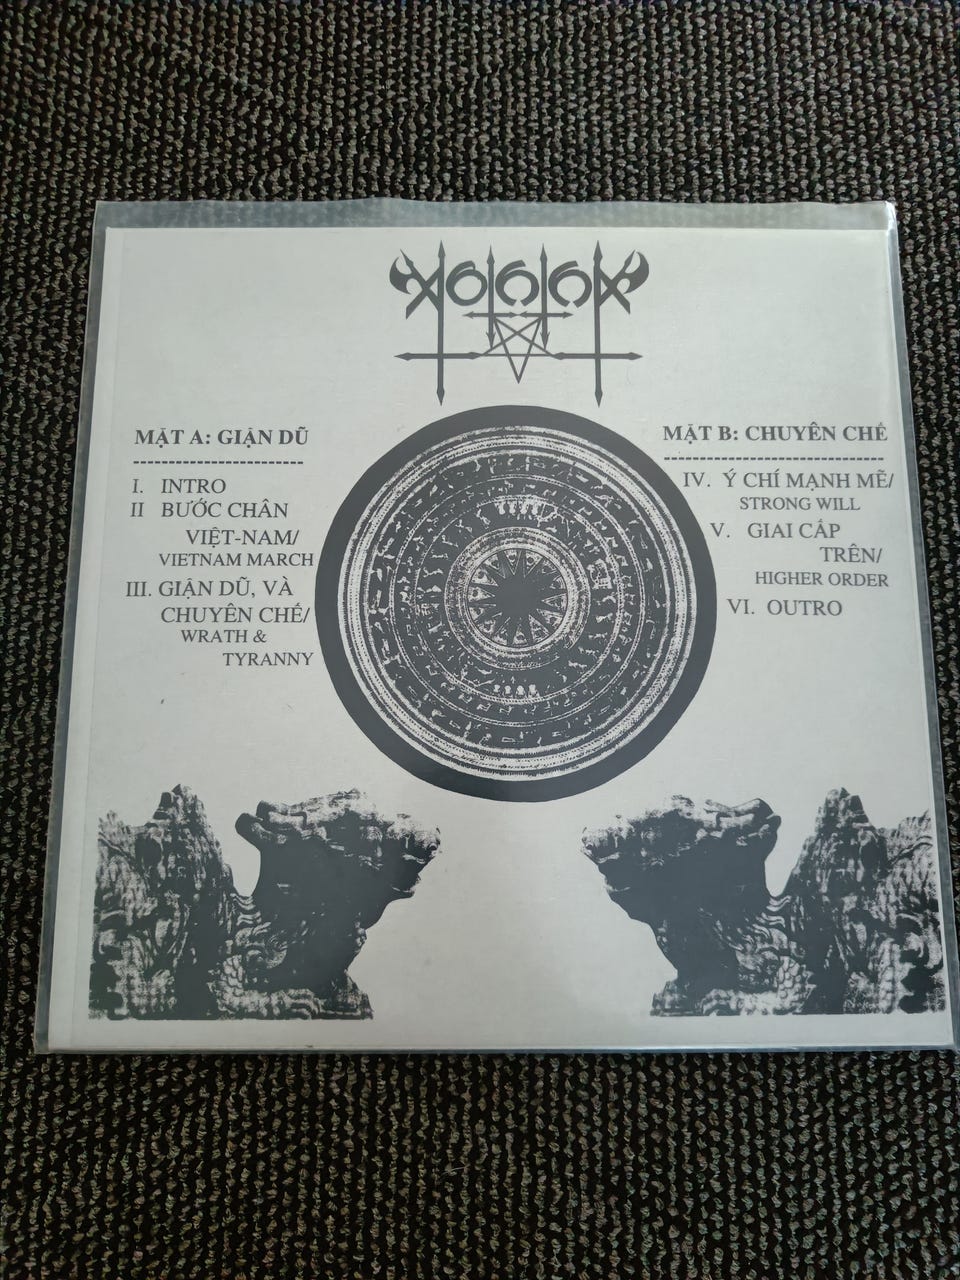 MẶT A: GIẬN DŨ
I. INTRO
II BƯỚC CHÂN
VIỆT-NAM/
VIETNAM MARCH
III. GIẬN DŨ, VÀ
CHUYÊN CHẾ/
WRATH &
TYRANNY
MẶT B: CHUYÊN CHẾ
IV. Ý CHÍ MẠNH MẼ/
STRONG WILL
V. GIAI CẤP
TRÊN/
HIGHER ORDER
VI. OUTRO